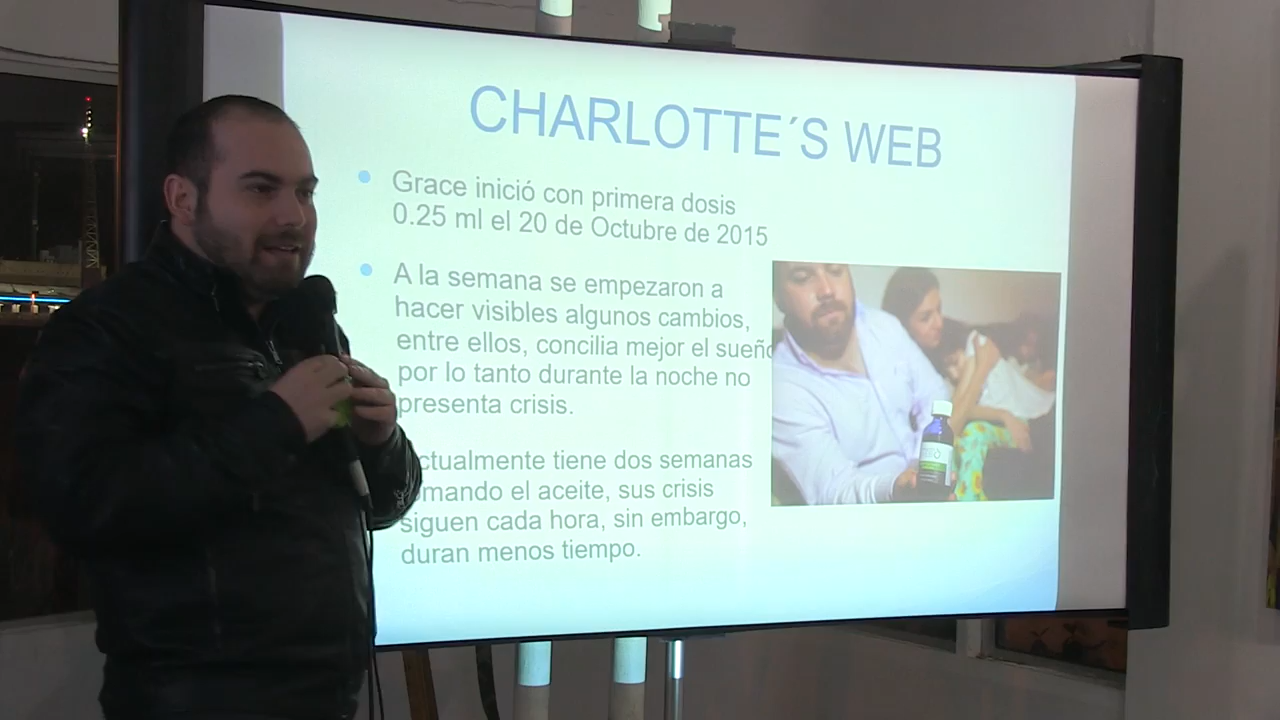 CHARLOTTE´S WEB
Grace inició con primera dosis
0.25 ml el 20 de Octubre de 2015
A la semana se empezaron a
hacer visibles algunos cambios,
entre ellos, concilia mejor el sueño
por lo tanto durante la noche no
presenta crisis.
ctualmente tiene dos semanas
omando el aceite, sus crisis
siguen cada hora, sin embargo,
duran menos tiempo.